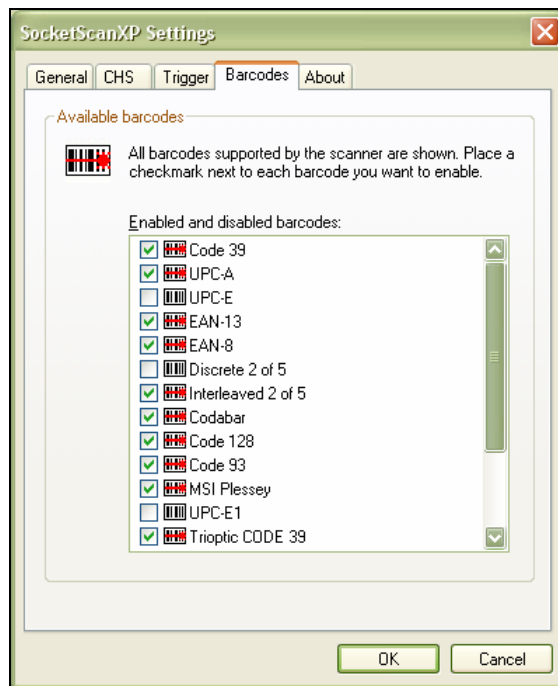 SocketScanXP Settings
General CHS Trigger Barcodes About
Available barcodes
All barcodes supported by the scanner are shown. Place a
checkmark next to each barcode you want to enable.
Enabled and disabled barcodes:
Code 39
UPC-A
UPC-E
EAN-13
EAN-8
Discrete 2 of 5
Interleaved 2 of 5
Codabar
Code 128
Code 93
MSI Plessey
UPC-E1
Trioptic CODE 39
OK Cancel